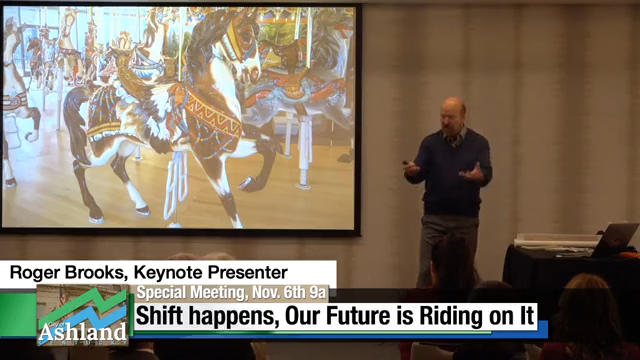 Roger Brooks, Keynote Presenter
Special Meeting, Nov. 6th 9a
Shift happens, Our Future is Riding on It
Ashland